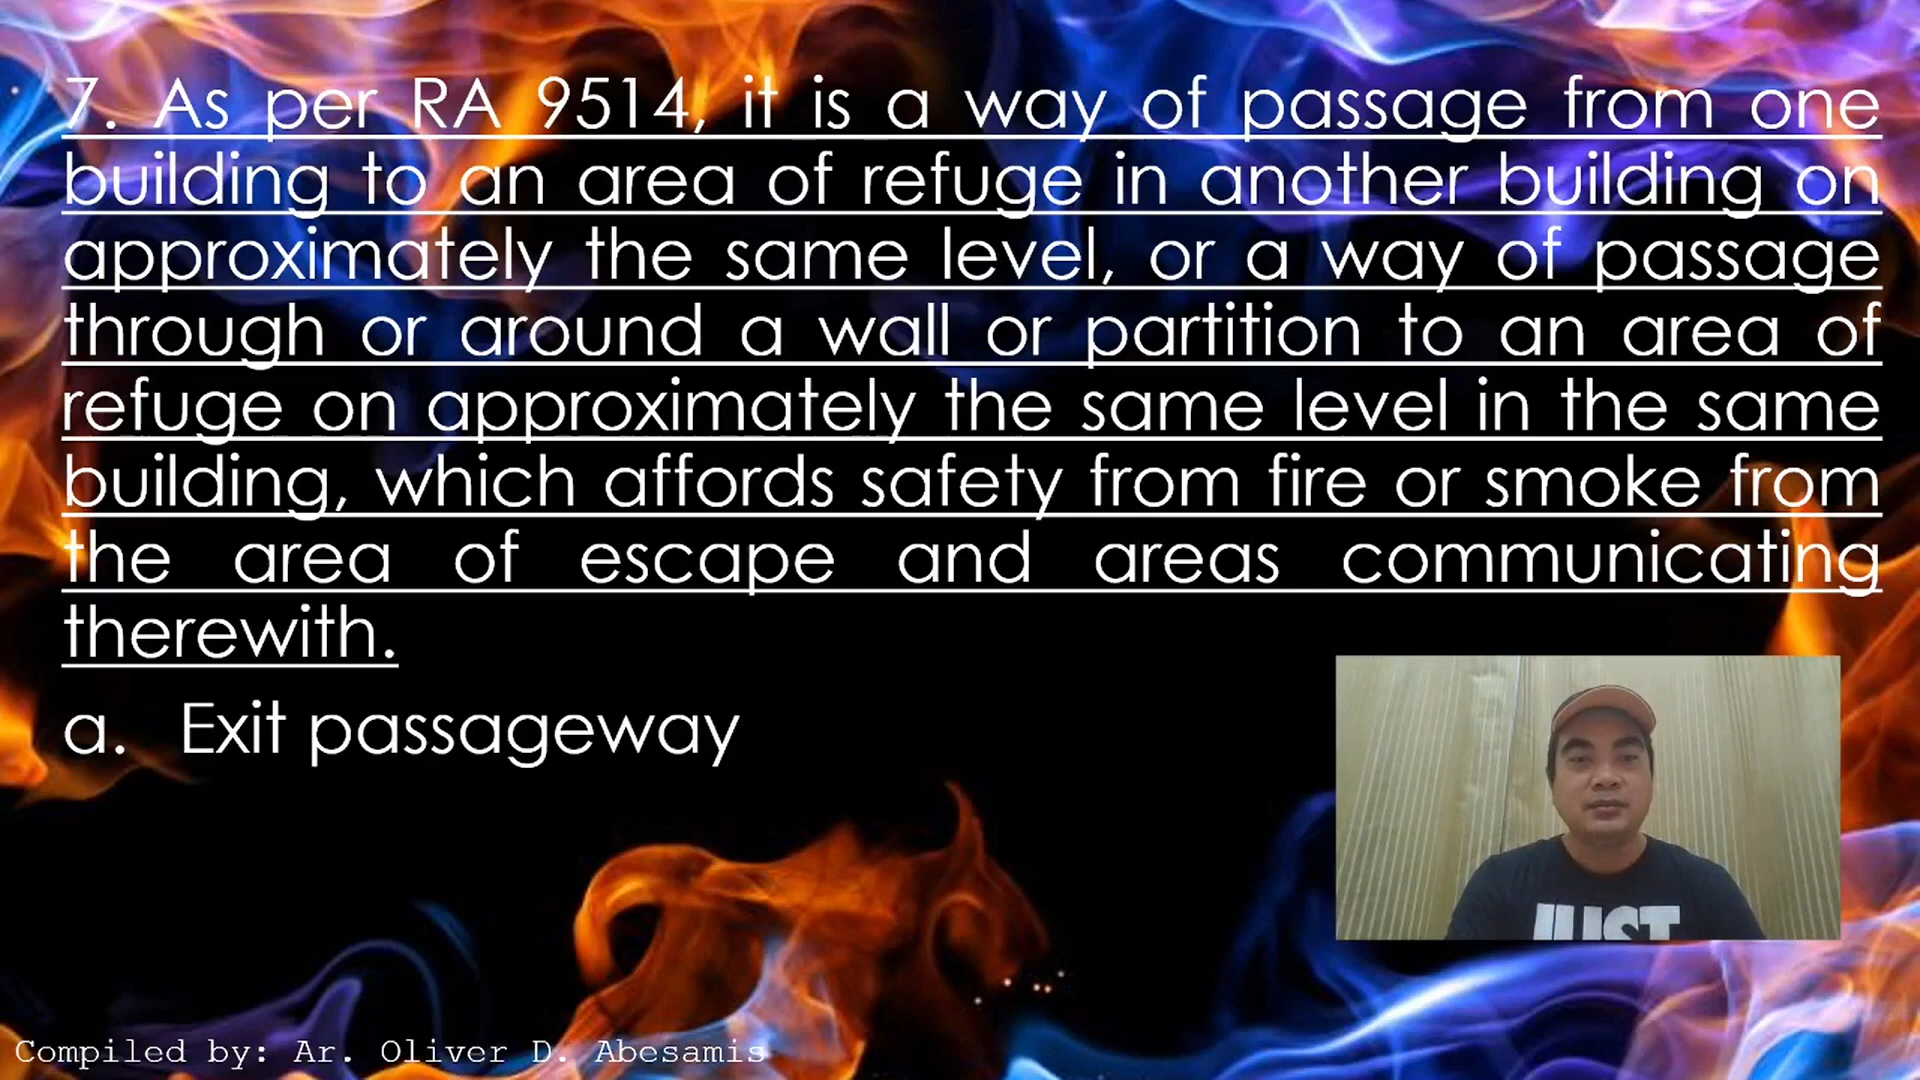 7. As per RA 9514, it is a way of passage from one
building to an area of refuge in another building on
approximately the same level, or a way of passage
through or around a wall or partition to an area of
refuge on approximately the same level in the same
building, which affords safety from fire or smoke from
the area of escape and areas communicating
therewith.
a. Exit passageway
JUST
Compiled by: Ar. Oliver D. Abesamis